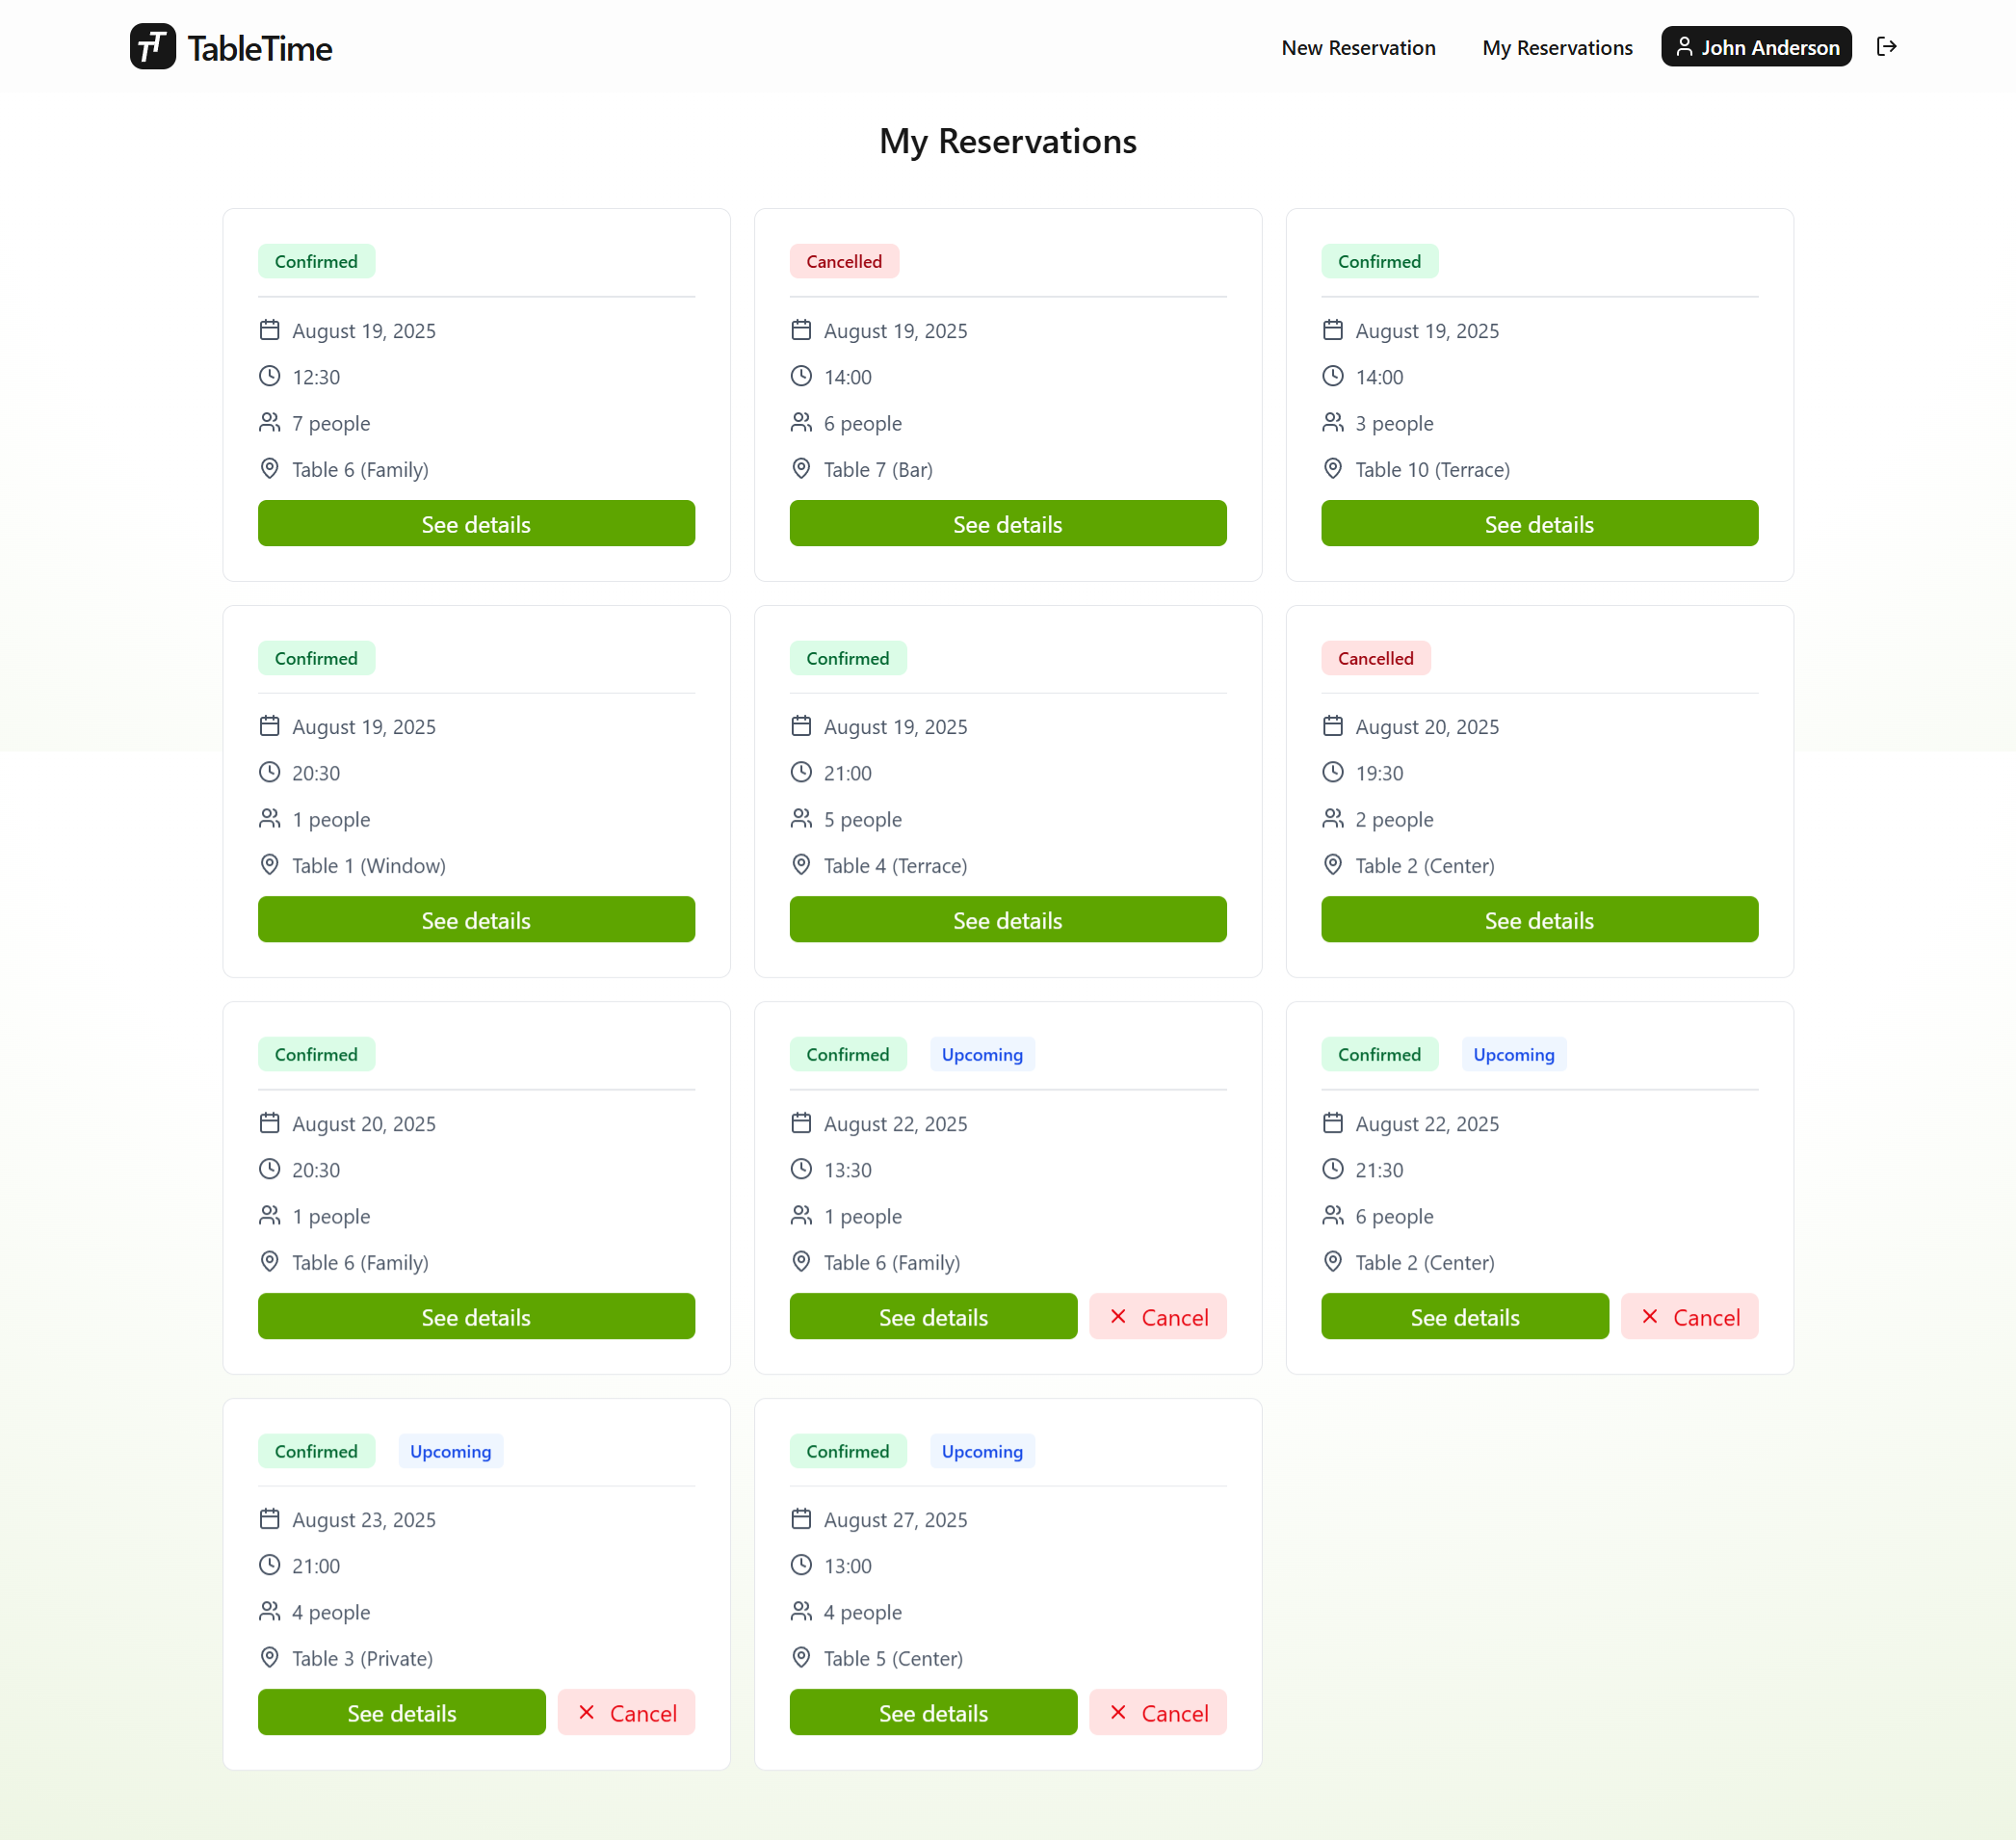 TableTime
New Reservation My Reservations John Anderson
My Reservations
Confirmed
August 19, 2025
12:30
7 people
Table 6 (Family)
See details
Cancelled
August 19, 2025
14:00
6 people
Table 7 (Bar)
See details
Confirmed
August 19, 2025
14:00
3 people
Table 10 (Terrace)
See details
Confirmed
August 19, 2025
20:30
1 people
Table 1 (Window)
See details
Confirmed
August 19, 2025
21:00
5 people
Table 4 (Terrace)
See details
Cancelled
August 20, 2025
19:30
2 people
Table 2 (Center)
See details
Confirmed
August 20, 2025
20:30
1 people
Table 6 (Family)
See details
Confirmed Upcoming
August 22, 2025
13:30
1 people
Table 6 (Family)
See details Cancel
Confirmed Upcoming
August 22, 2025
21:30
6 people
Table 2 (Center)
See details Cancel
Confirmed Upcoming
August 23, 2025
21:00
4 people
Table 3 (Private)
See details Cancel
Confirmed Upcoming
August 27, 2025
13:00
4 people
Table 5 (Center)
See details Cancel